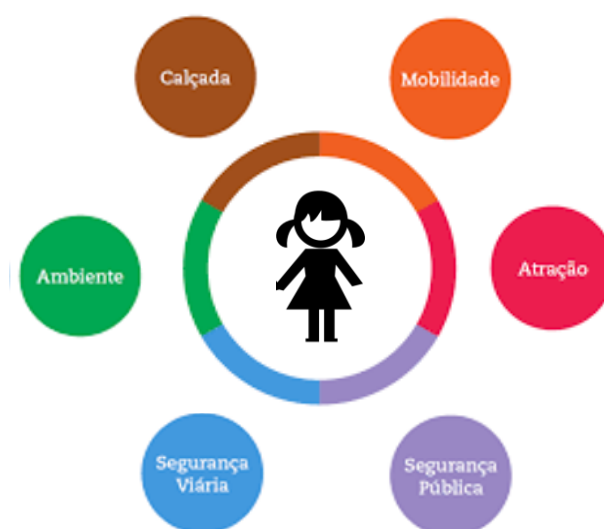 Calçada
Mobilidade
Ambiente
Atração
Segurança
Viária
Segurança
Pública